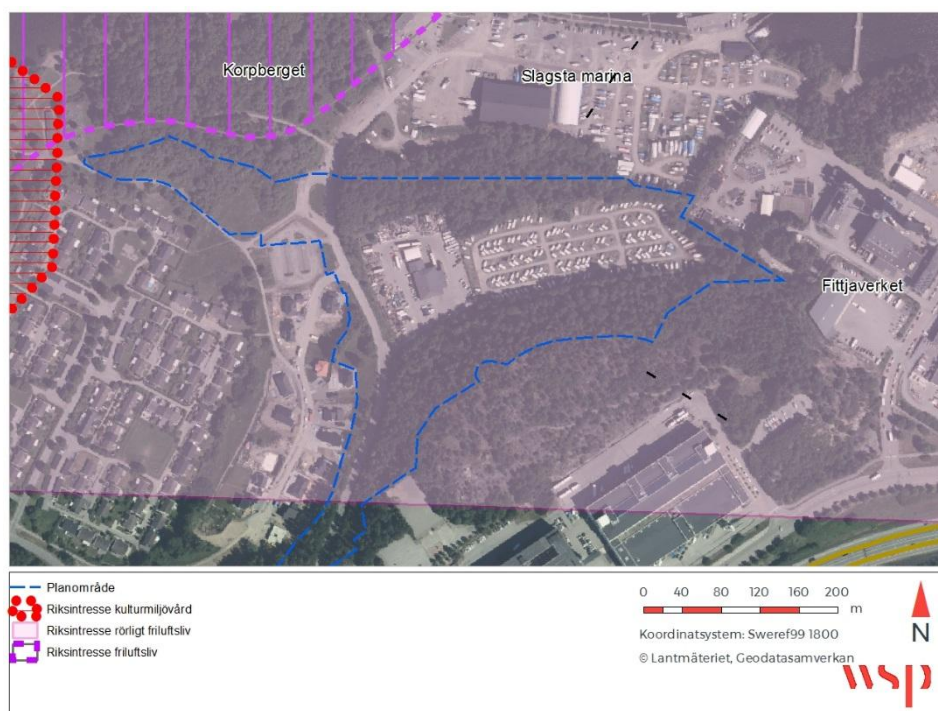 Korpberget
Slagsta marina
Fittjaverket
Planområde
Riksintresse kulturmiljövård
Riksintresse rörligt friluftsliv
Riksintresse friluftsliv
0 40 80 120 160 200
m
Koordinatsystem: Sweref99 1800
© Lantmäteriet, Geodatasamverkan
N
wsp